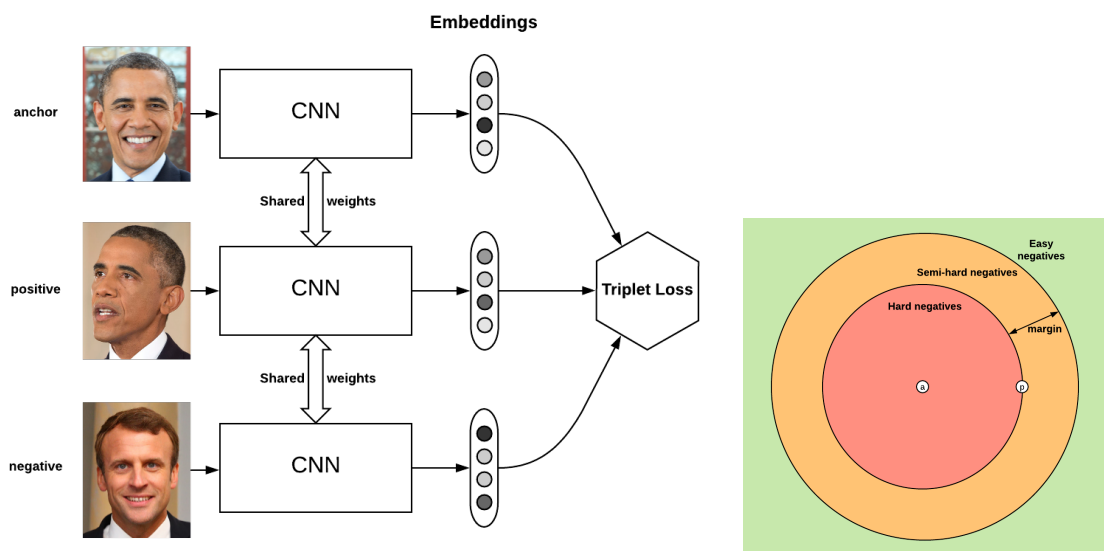 Embeddings
anchor
CNN
Shared weights
positive
CNN
Triplet Loss
Shared weights
negative
CNN
Easy
negatives
Semi-hard negatives
Hard negatives
margin
a
p